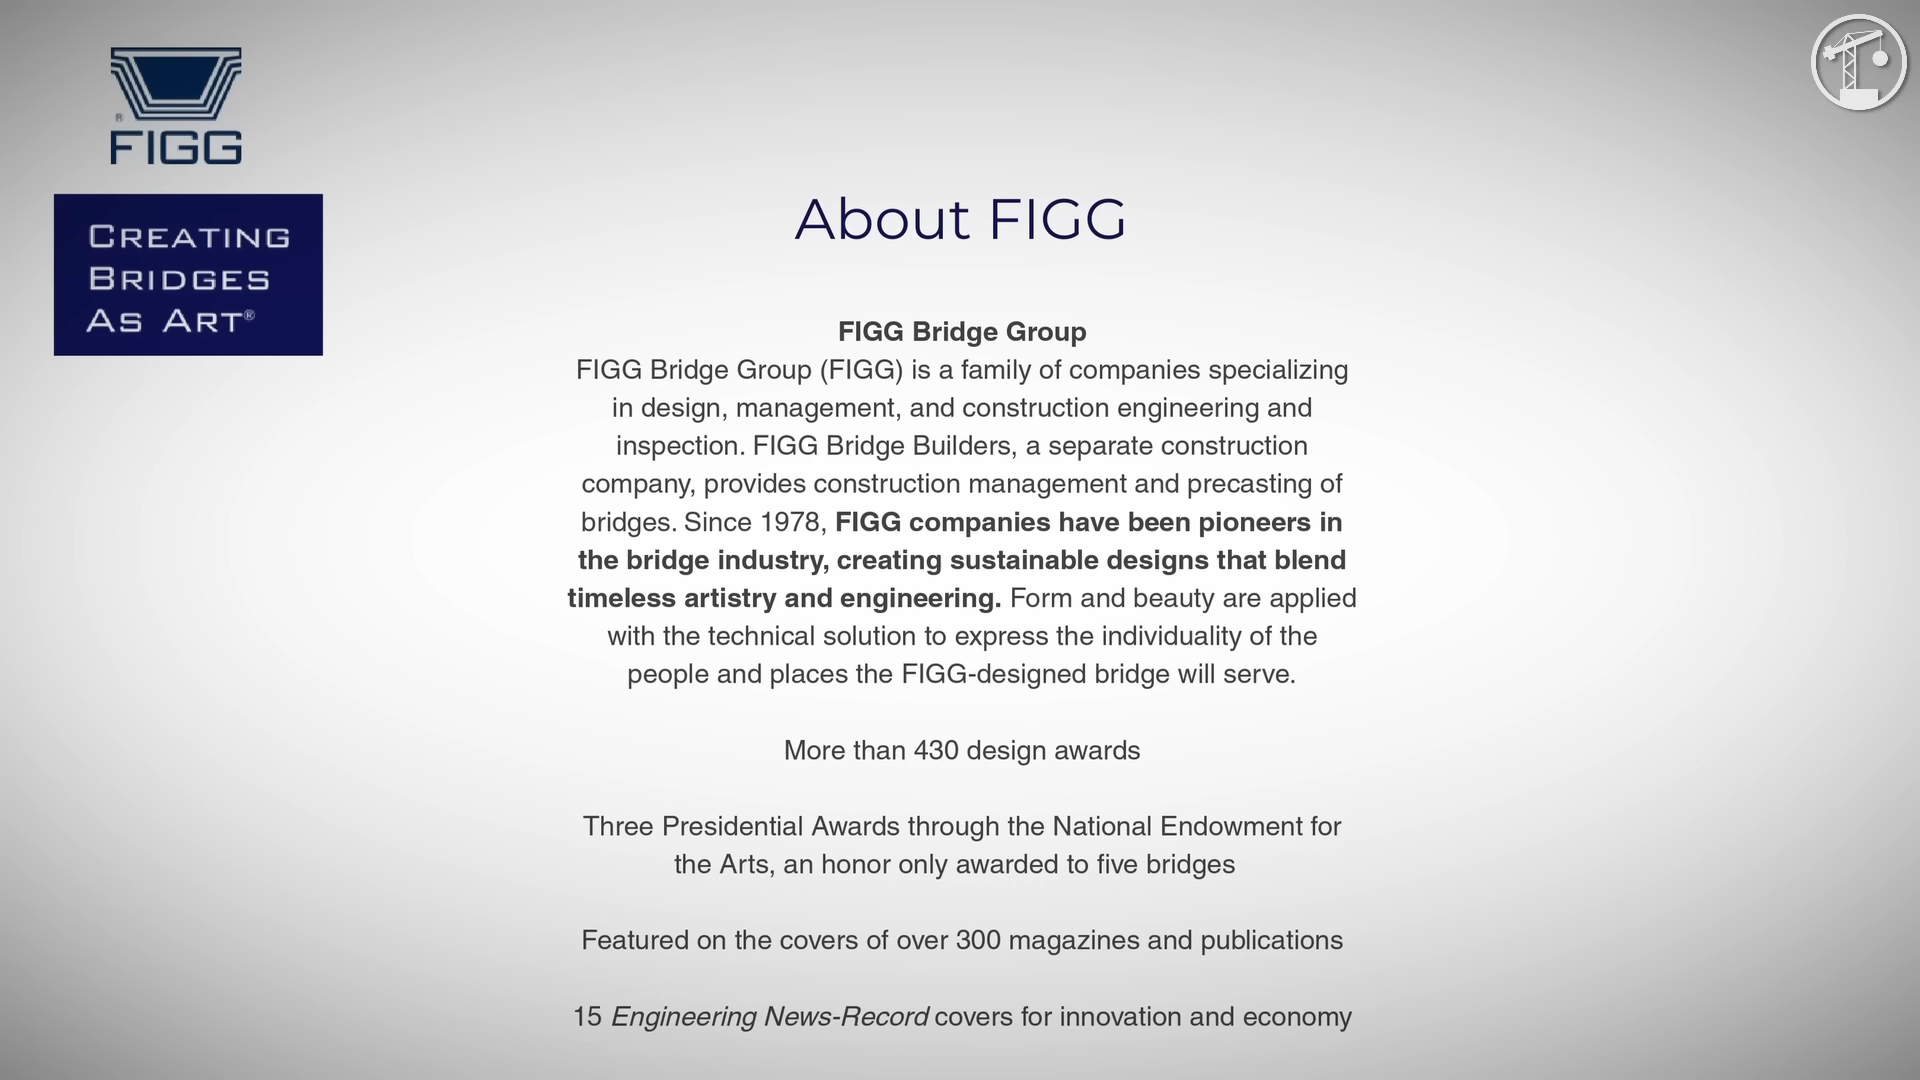 FIGG
®
CREATING
BRIDGES
AS ART®
About FIGG
FIGG Bridge Group
FIGG Bridge Group (FIGG) is a family of companies specializing
in design, management, and construction engineering and
inspection. FIGG Bridge Builders, a separate construction
company, provides construction management and precasting of
bridges. Since 1978, FIGG companies have been pioneers in
the bridge industry, creating sustainable designs that blend
timeless artistry and engineering. Form and beauty are applied
with the technical solution to express the individuality of the
people and places the FIGG-designed bridge will serve.
More than 430 design awards
Three Presidential Awards through the National Endowment for
the Arts, an honor only awarded to five bridges
Featured on the covers of over 300 magazines and publications
15 Engineering News-Record covers for innovation and economy